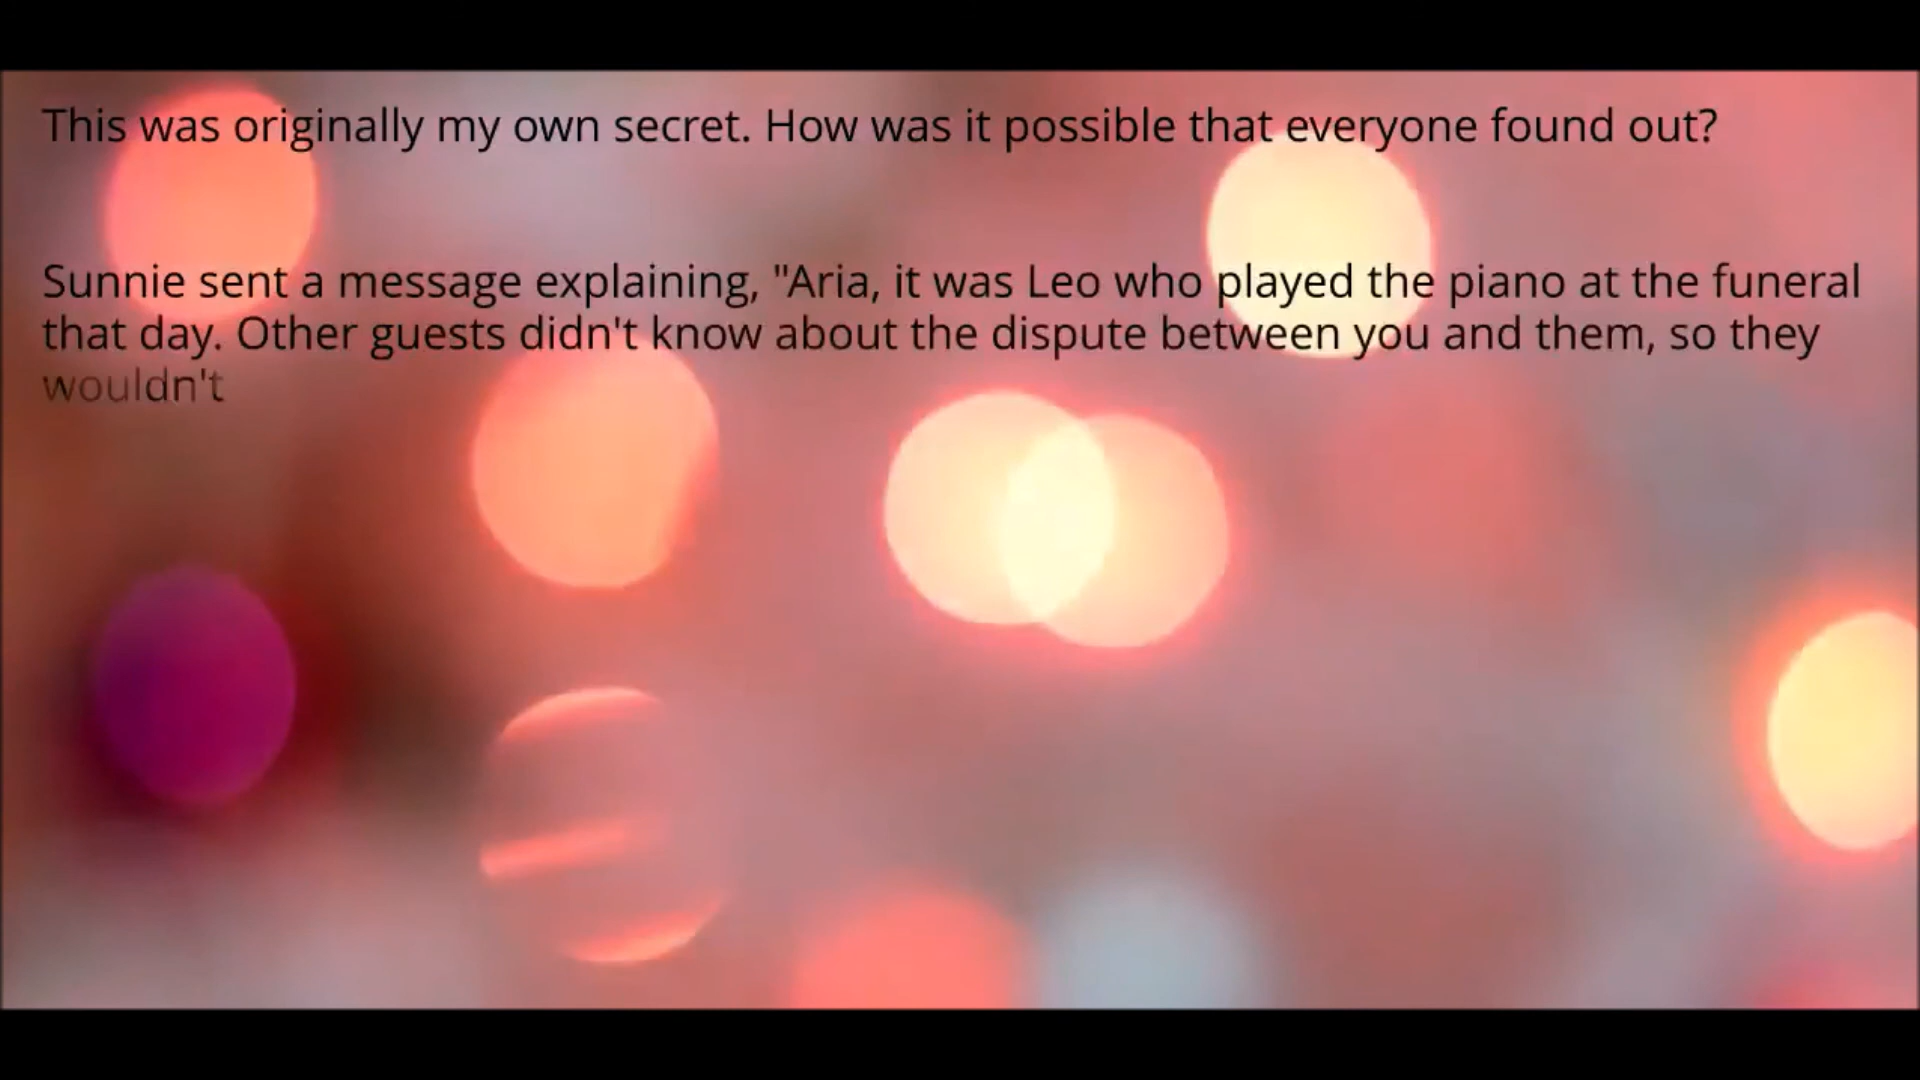 This was originally my own secret. How was it possible that everyone found out?
Sunnie sent a message explaining, "Aria, it was Leo who played the piano at the funeral
that day. Other guests didn't know about the dispute between you and them, so they
wouldn't